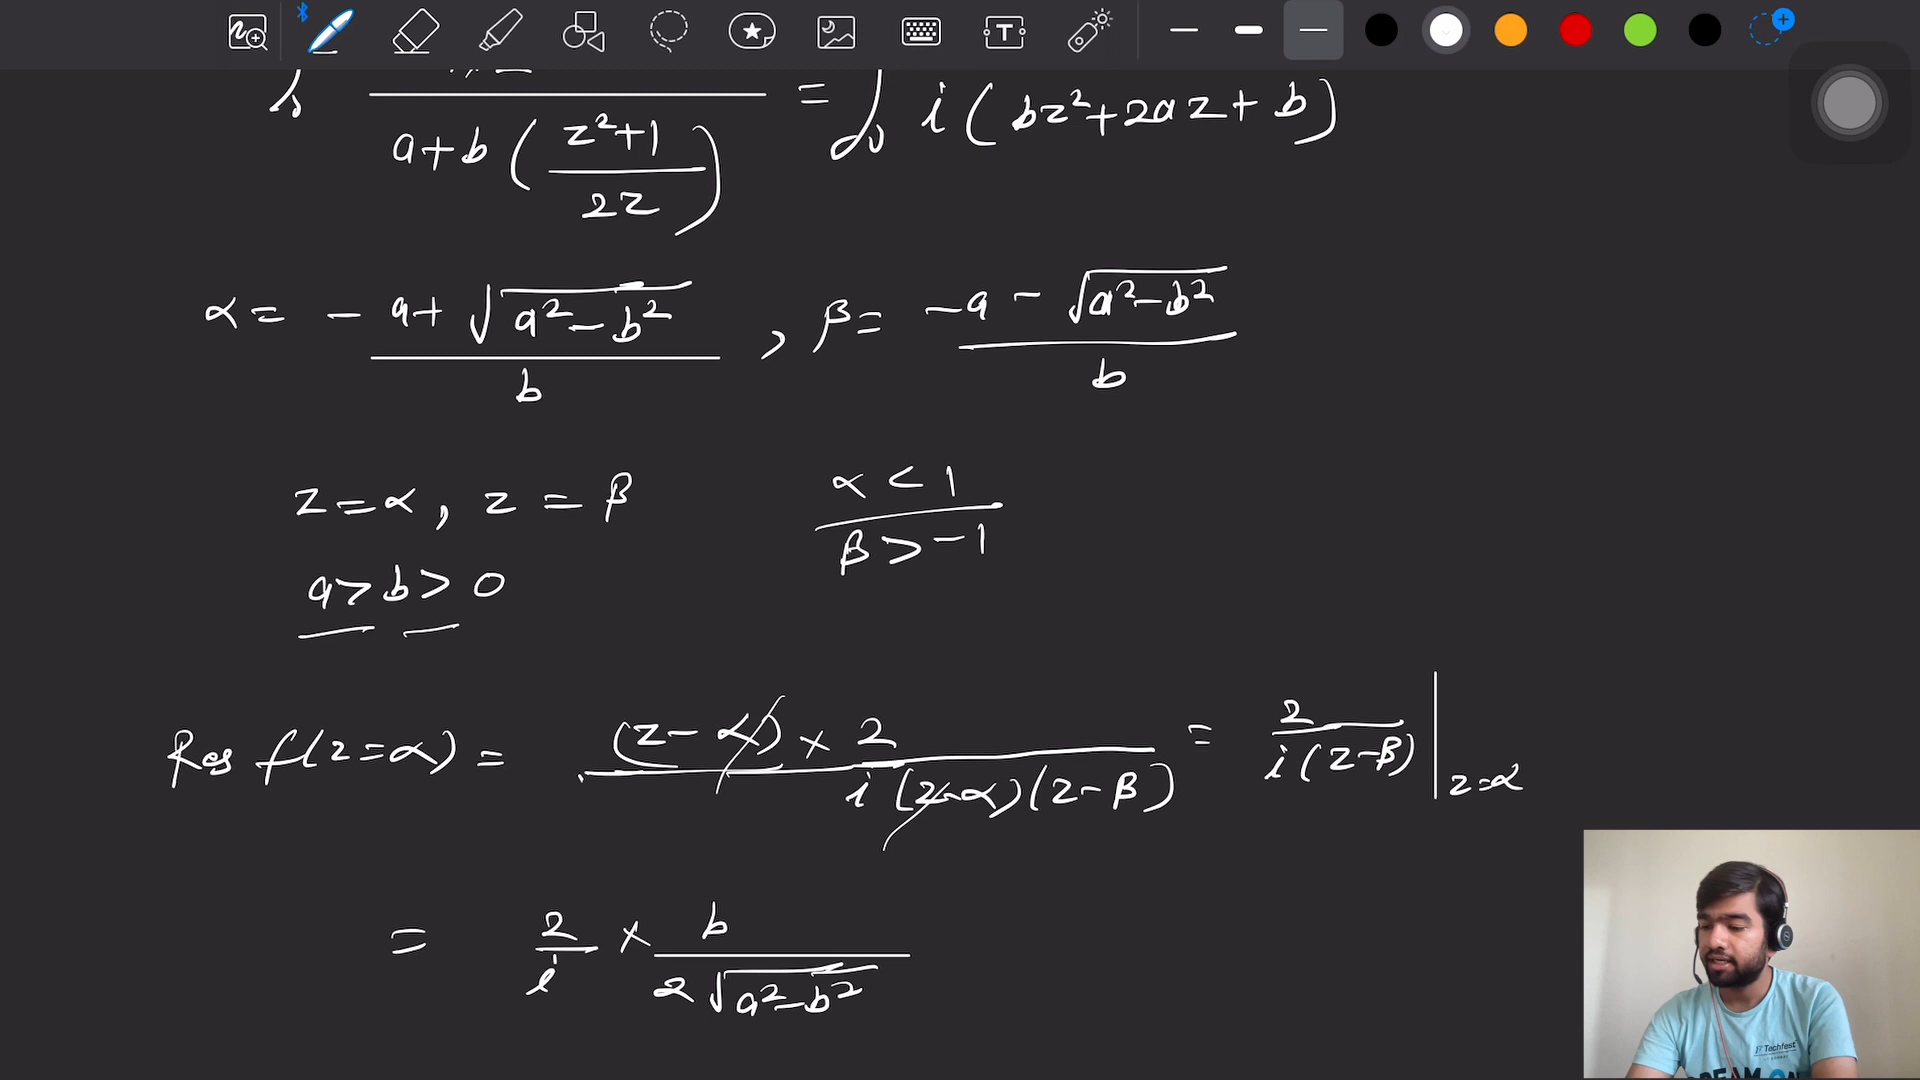 a+b ( z²+1 / 2z ) = ∫ i ( bz²+2az+b )
α = -a+ √a²-b² / b , β = -a - √a²-b² / b
z=α, z = β
α < 1
β > -1
a > b > 0
Res f(z=α) = (z-α) × 2 / i (z-α)(z-β) = 2 / i(z-β) | z=α
= 2/i × b / 2√a²-b²
Techfest